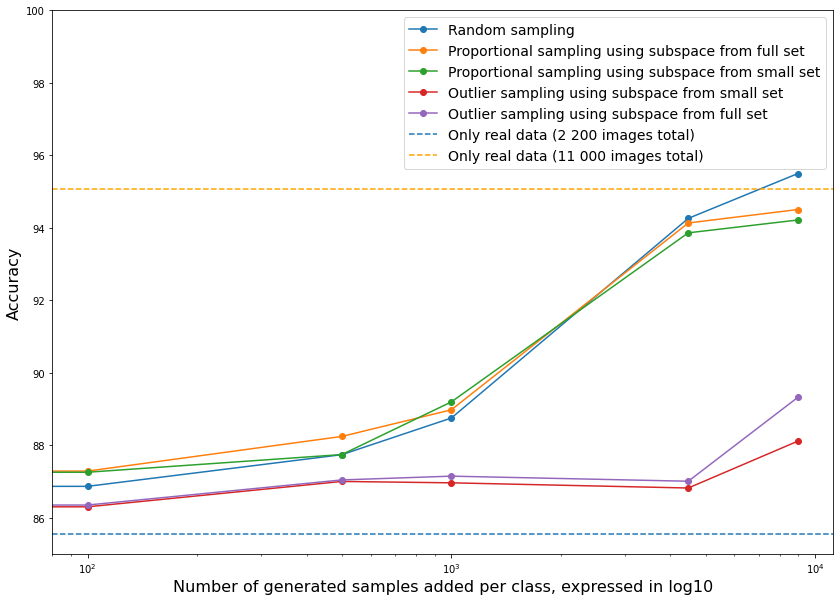 100
98
96
94
92
90
88
86
Accuracy
Random sampling
Proportional sampling using subspace from full set
Proportional sampling using subspace from small set
Outlier sampling using subspace from small set
Outlier sampling using subspace from full set
Only real data (2 200 images total)
Only real data (11 000 images total)
10² 10³ 10⁴
Number of generated samples added per class, expressed in log10